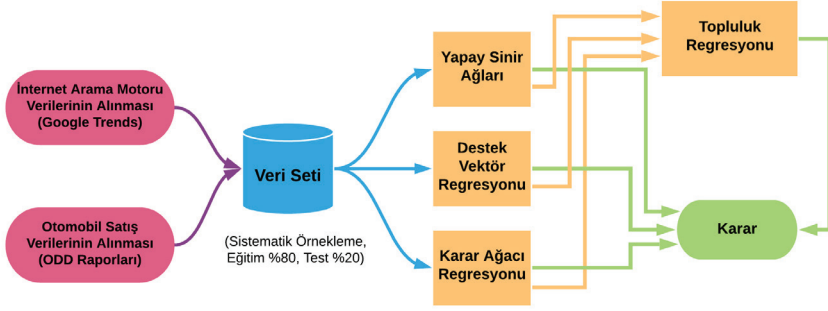 İnternet Arama Motoru
Verilerinin Alınması
(Google Trends)
Otomobil Satış
Verilerinin Alınması
(ODD Raporları)
Veri Seti
(Sistematik Örnekleme,
Eğitim %80, Test %20)
Yapay Sinir
Ağları
Destek
Vektör
Regresyonu
Karar Ağacı
Regresyonu
Topluluk
Regresyonu
Karar